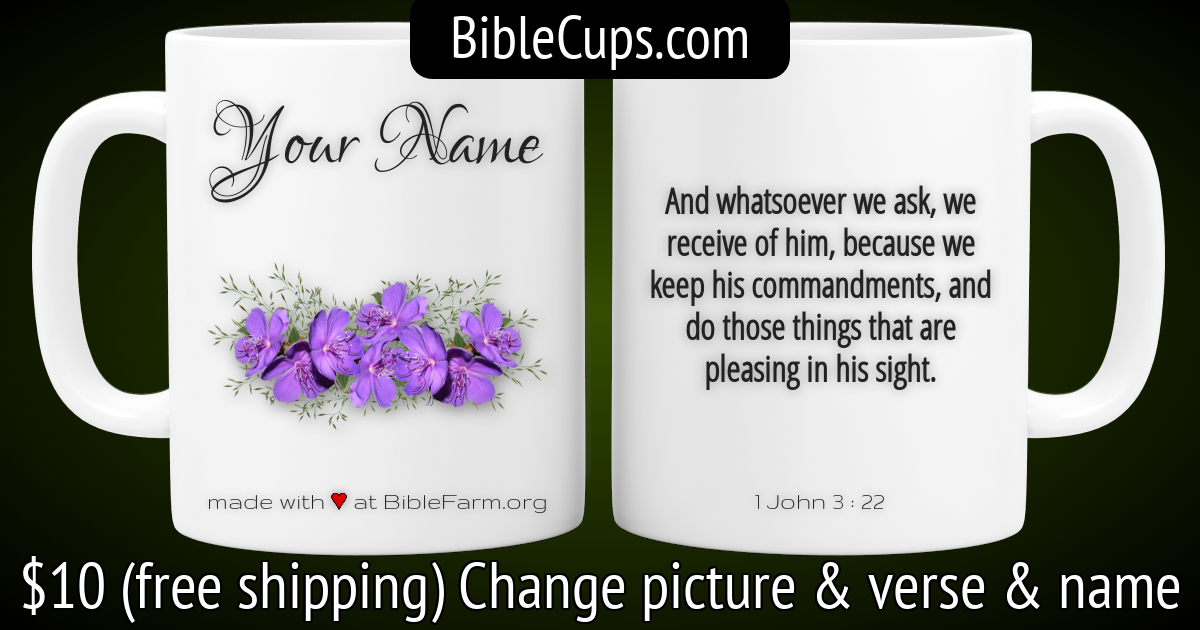 BibleCups.com
Your Name
made with ♥ at BibleFarm.org
And whatsoever we ask, we
receive of him, because we
keep his commandments, and
do those things that are
pleasing in his sight.
1 John 3 : 22
$10 (free shipping) Change picture & verse & name